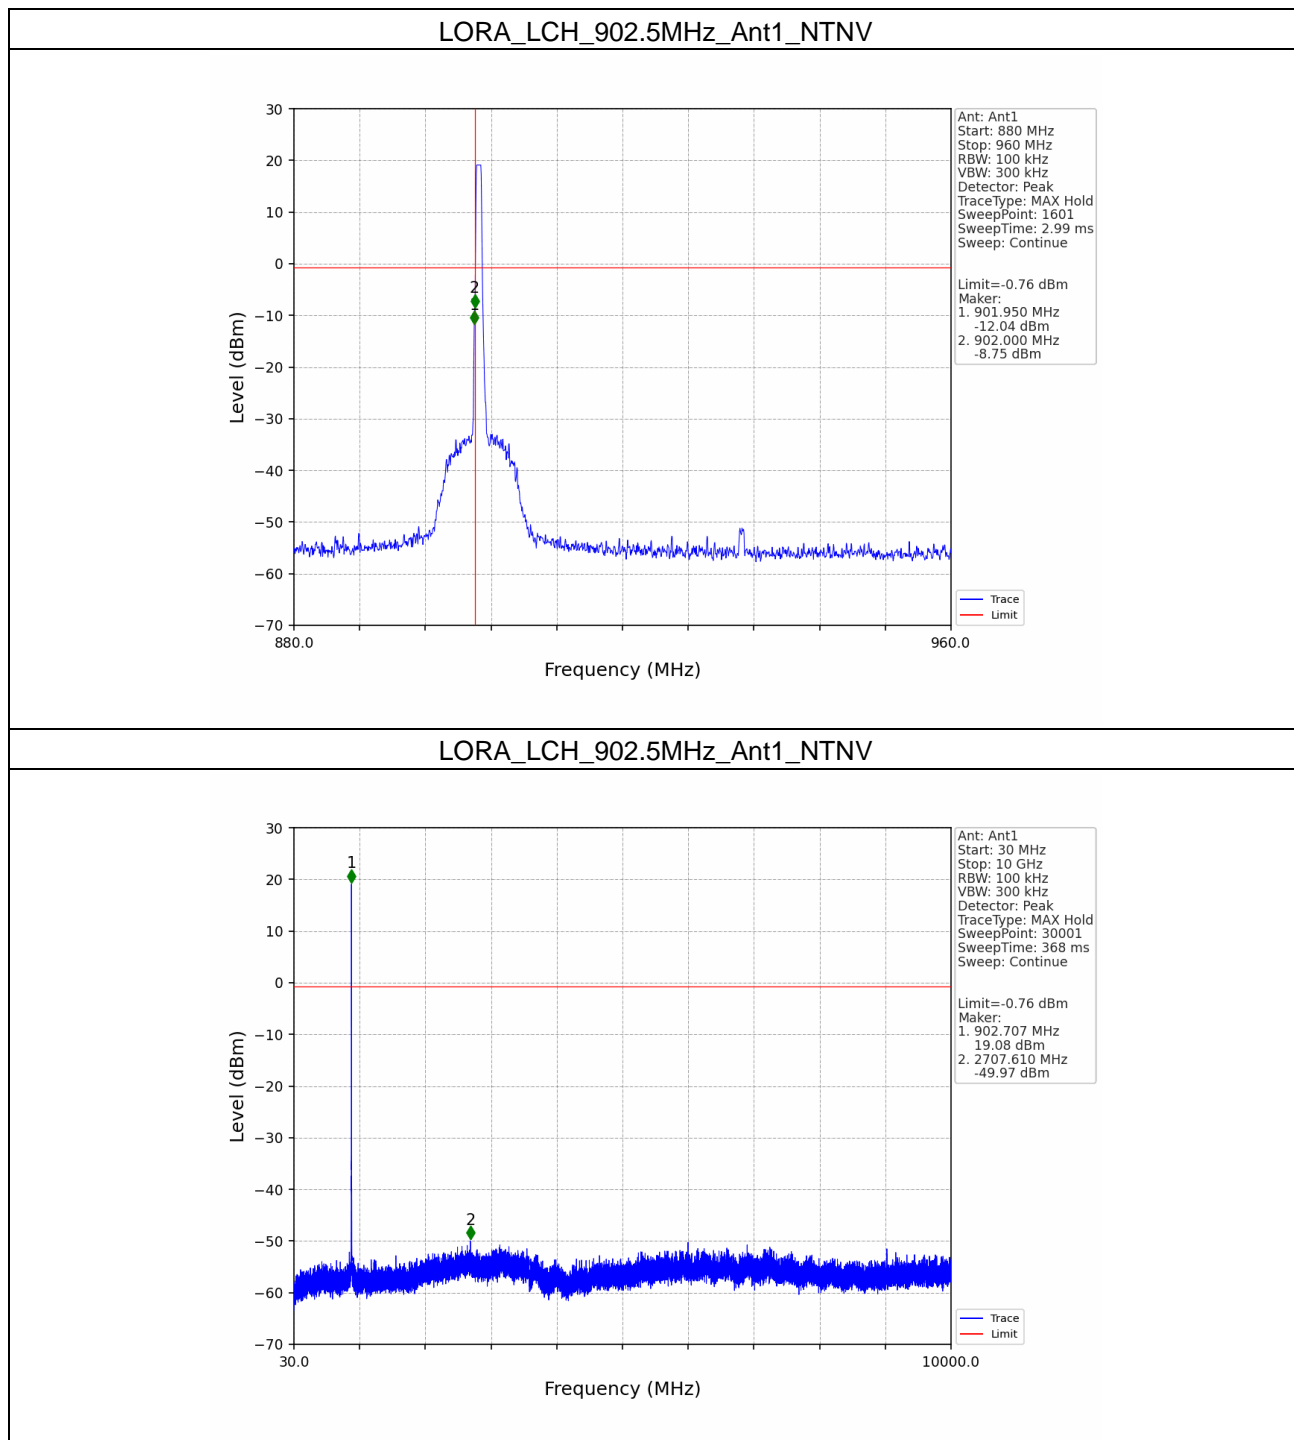 LORA_LCH_902.5MHz_Ant1_NTNV
30
20
10
0
−10
−20
−30
−40
−50
−60
−70
Level (dBm)
2
1
880.0
960.0
Frequency (MHz)
Ant: Ant1
Start: 880 MHz
Stop: 960 MHz
RBW: 100 kHz
VBW: 300 kHz
Detector: Peak
TraceType: MAX Hold
SweepPoint: 1601
SweepTime: 2.99 ms
Sweep: Continue
Limit=-0.76 dBm
Maker:
1. 901.950 MHz
-12.04 dBm
2. 902.000 MHz
-8.75 dBm
Trace
Limit
LORA_LCH_902.5MHz_Ant1_NTNV
30
20
10
0
−10
−20
−30
−40
−50
−60
−70
Level (dBm)
1
2
30.0
10000.0
Frequency (MHz)
Ant: Ant1
Start: 30 MHz
Stop: 10 GHz
RBW: 100 kHz
VBW: 300 kHz
Detector: Peak
TraceType: MAX Hold
SweepPoint: 30001
SweepTime: 368 ms
Sweep: Continue
Limit=-0.76 dBm
Maker:
1. 902.707 MHz
19.08 dBm
2. 2707.610 MHz
-49.97 dBm
Trace
Limit